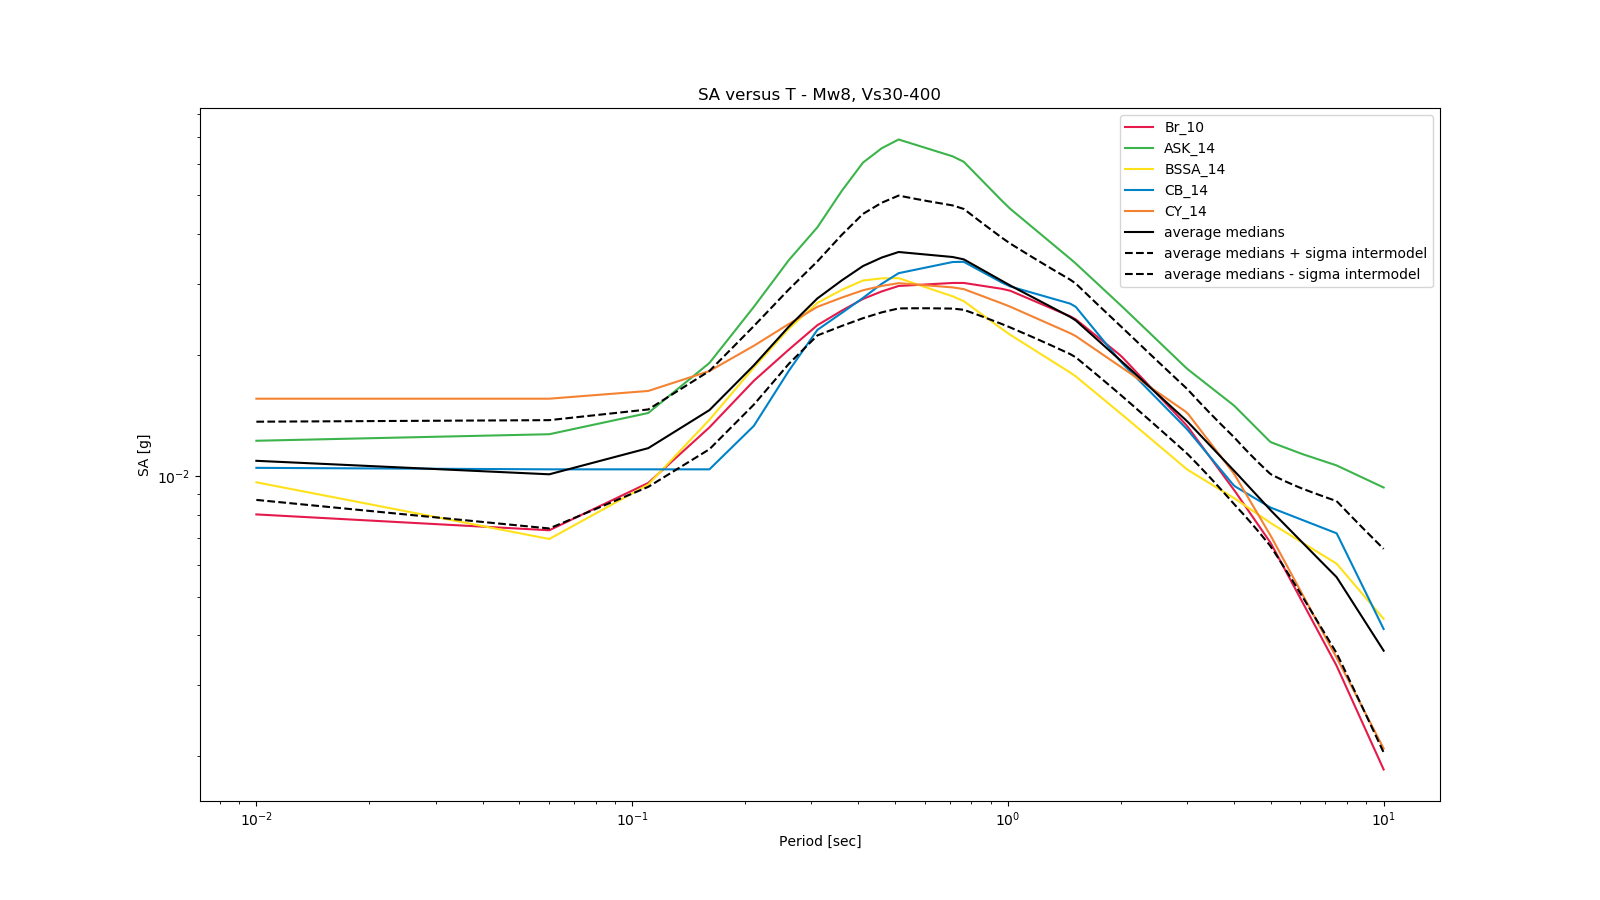 SA versus T - Mw8, Vs30-400
Br_10
ASK_14
BSSA_14
CB_14
CY_14
average medians
average medians + sigma intermodel
average medians - sigma intermodel
SA [g]
10⁻²
10⁻² 10⁻¹ 10⁰ 10¹
Period [sec]